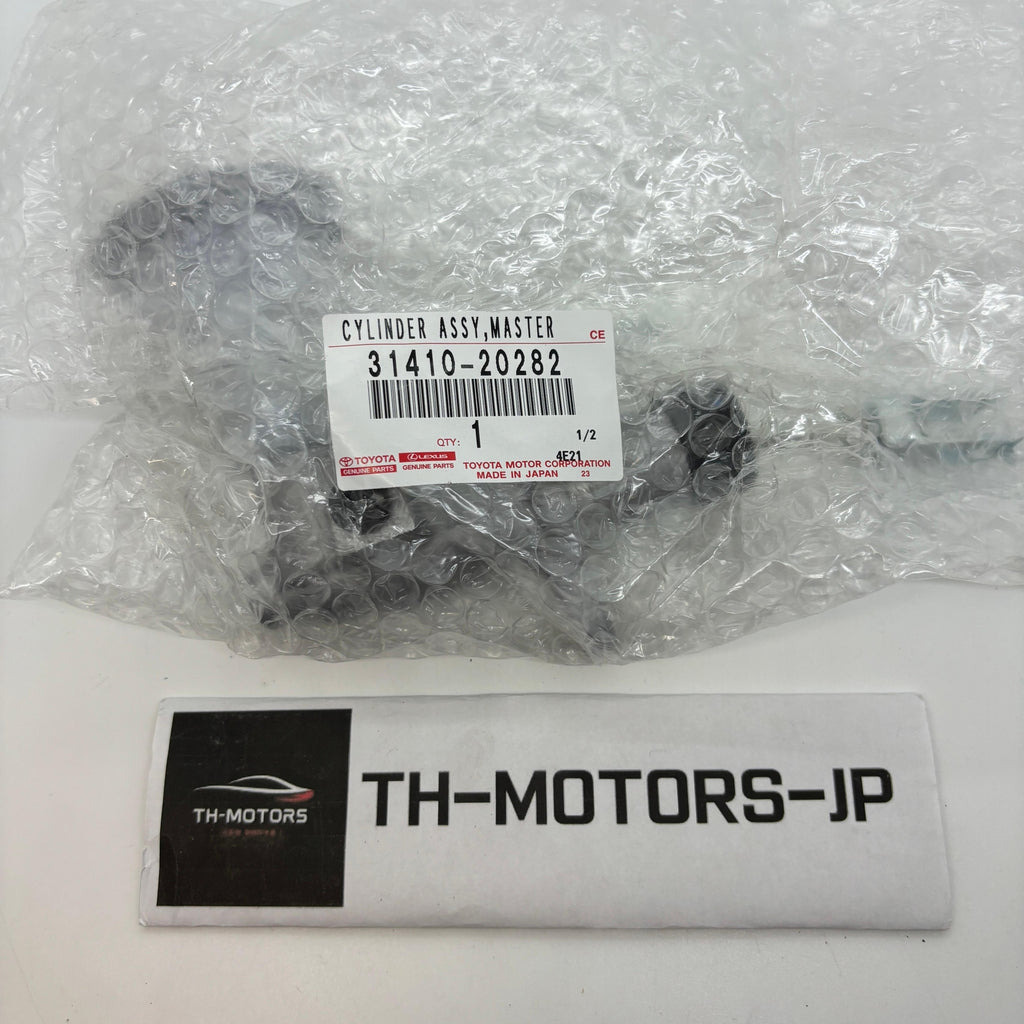 CYLINDER ASSY,MASTER
CE
31410-20282
QTY: 1
1/2
4E21
TOYOTA
GENUINE PARTS
LEXUS
GENUINE PARTS
TOYOTA MOTOR CORPORATION
MADE IN JAPAN 23
TH-MOTORS
TH-MOTORS-JP